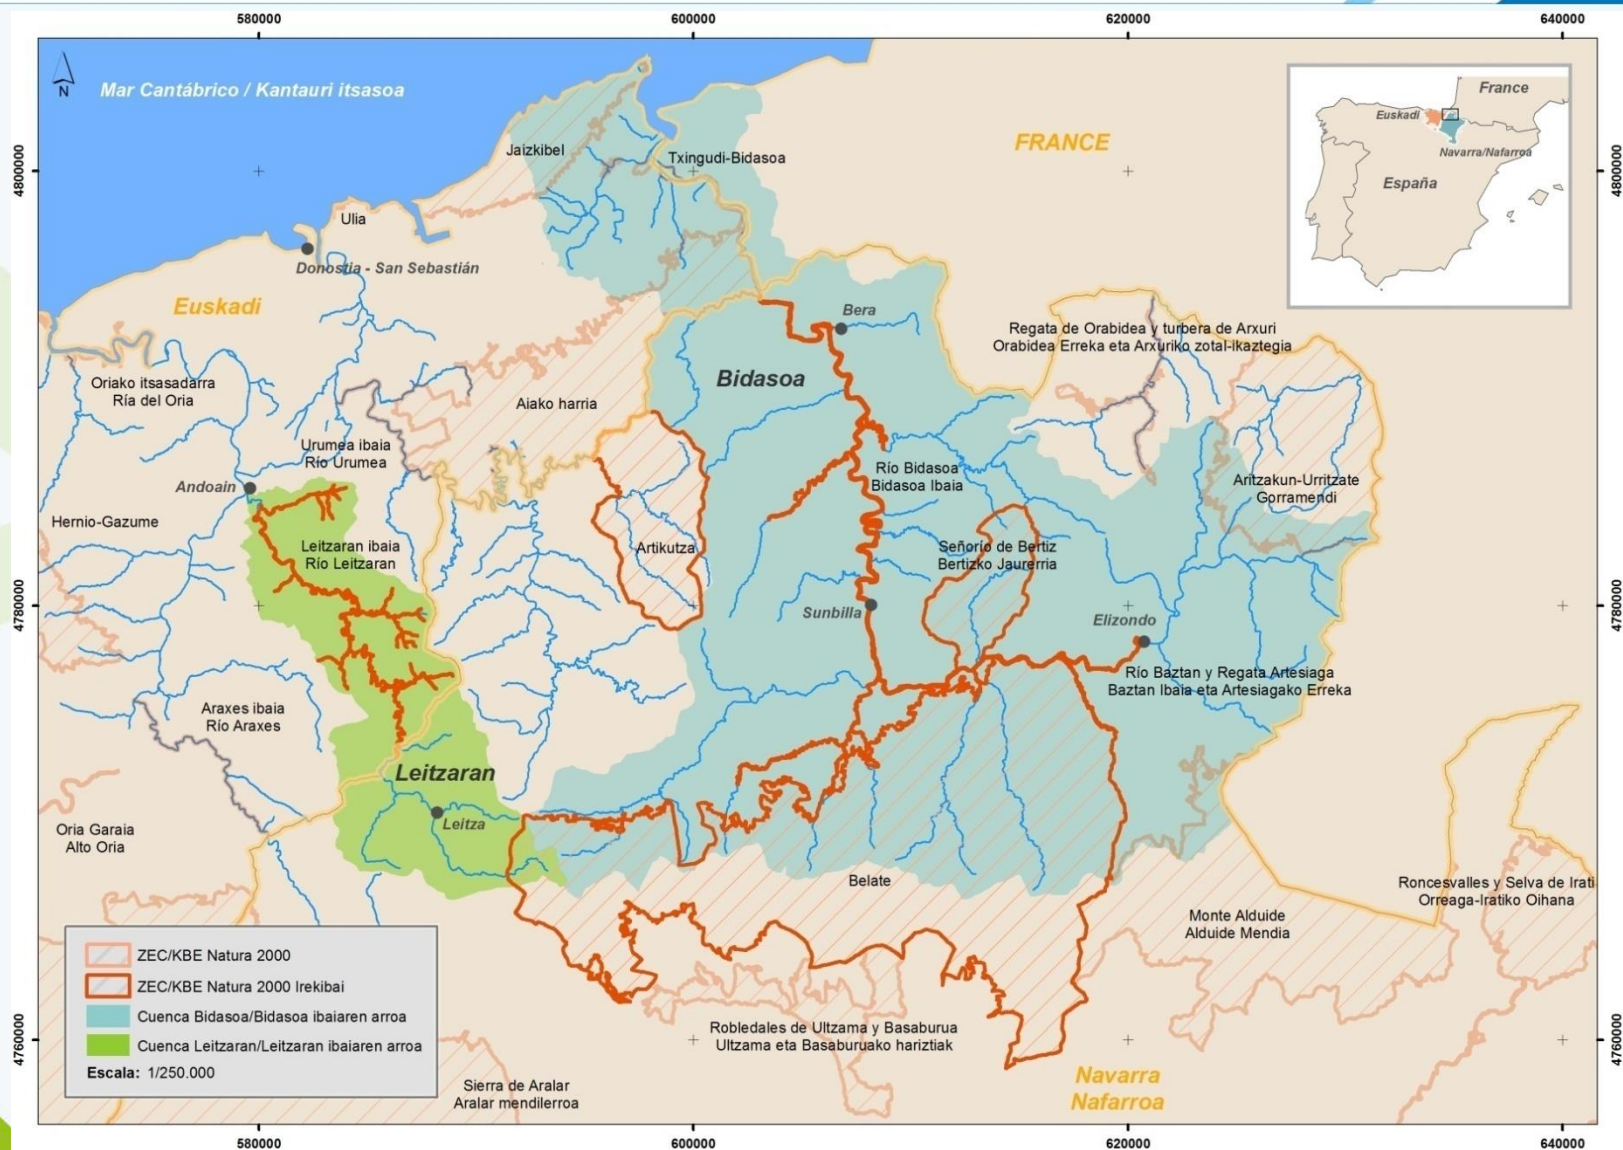 580000
600000
620000
640000
N
Mar Cantábrico / Kantauri itsasoa
France
Euskadi
Navarra/Nafarroa
España
FRANCE
Jaizkibel
Txingudi-Bidasoa
4800000
4800000
Ulia
Donostia - San Sebastián
Euskadi
Bera
Regata de Orabidea y turbera de Arxuri
Orabidea Erreka eta Arxuriko zotal-ikaztegia
Bidasoa
Oriako itsasadarra
Ría del Oria
Aiako harria
Urumea ibaia
Río Urumea
Río Bidasoa
Bidasoa Ibaia
Aritzakun-Urritzate
Gorramendi
Andoain
Hernio-Gazume
Leitzaran ibaia
Río Leitzaran
Artikutza
Señorío de Bertiz
Bertizko Jaurerria
4780000
4780000
Sunbilla
Elizondo
Río Baztan y Regata Artesiaga
Baztan Ibaia eta Artesiagako Erreka
Araxes ibaia
Río Araxes
Leitzaran
Leitza
Oria Garaia
Alto Oria
Belate
Roncesvalles y Selva de Irati
Orreaga-Iratiko Oihana
Monte Alduide
Alduide Mendia
ZEC/KBE Natura 2000
ZEC/KBE Natura 2000 Irekibai
Cuenca Bidasoa/Bidasoa ibaiaren arroa
Cuenca Leitzaran/Leitzaran ibaiaren arroa
Escala: 1/250.000
Robledales de Ultzama y Basaburua
Ultzama eta Basaburuako hariztiak
4760000
4760000
Sierra de Aralar
Aralar mendilerroa
Navarra
Nafarroa
580000
600000
620000
640000